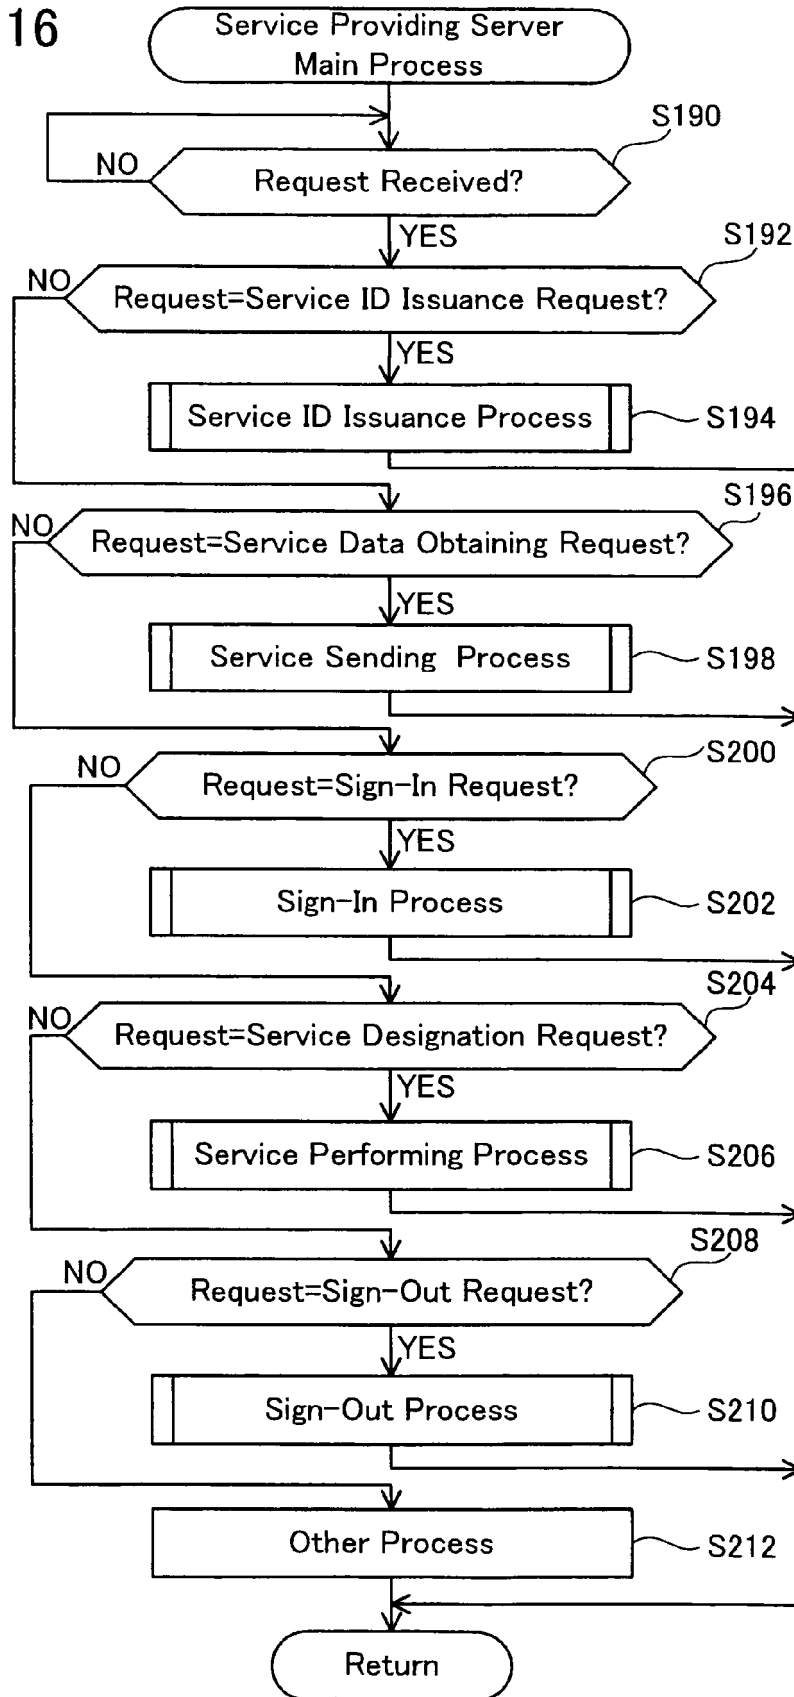 16
Service Providing Server
Main Process
S190
NO
Request Received?
YES
S192
NO
Request=Service ID Issuance Request?
YES
Service ID Issuance Process
S194
S196
NO
Request=Service Data Obtaining Request?
YES
Service Sending Process
S198
S200
NO
Request=Sign-In Request?
YES
Sign-In Process
S202
S204
NO
Request=Service Designation Request?
YES
Service Performing Process
S206
S208
NO
Request=Sign-Out Request?
YES
Sign-Out Process
S210
Other Process
S212
Return